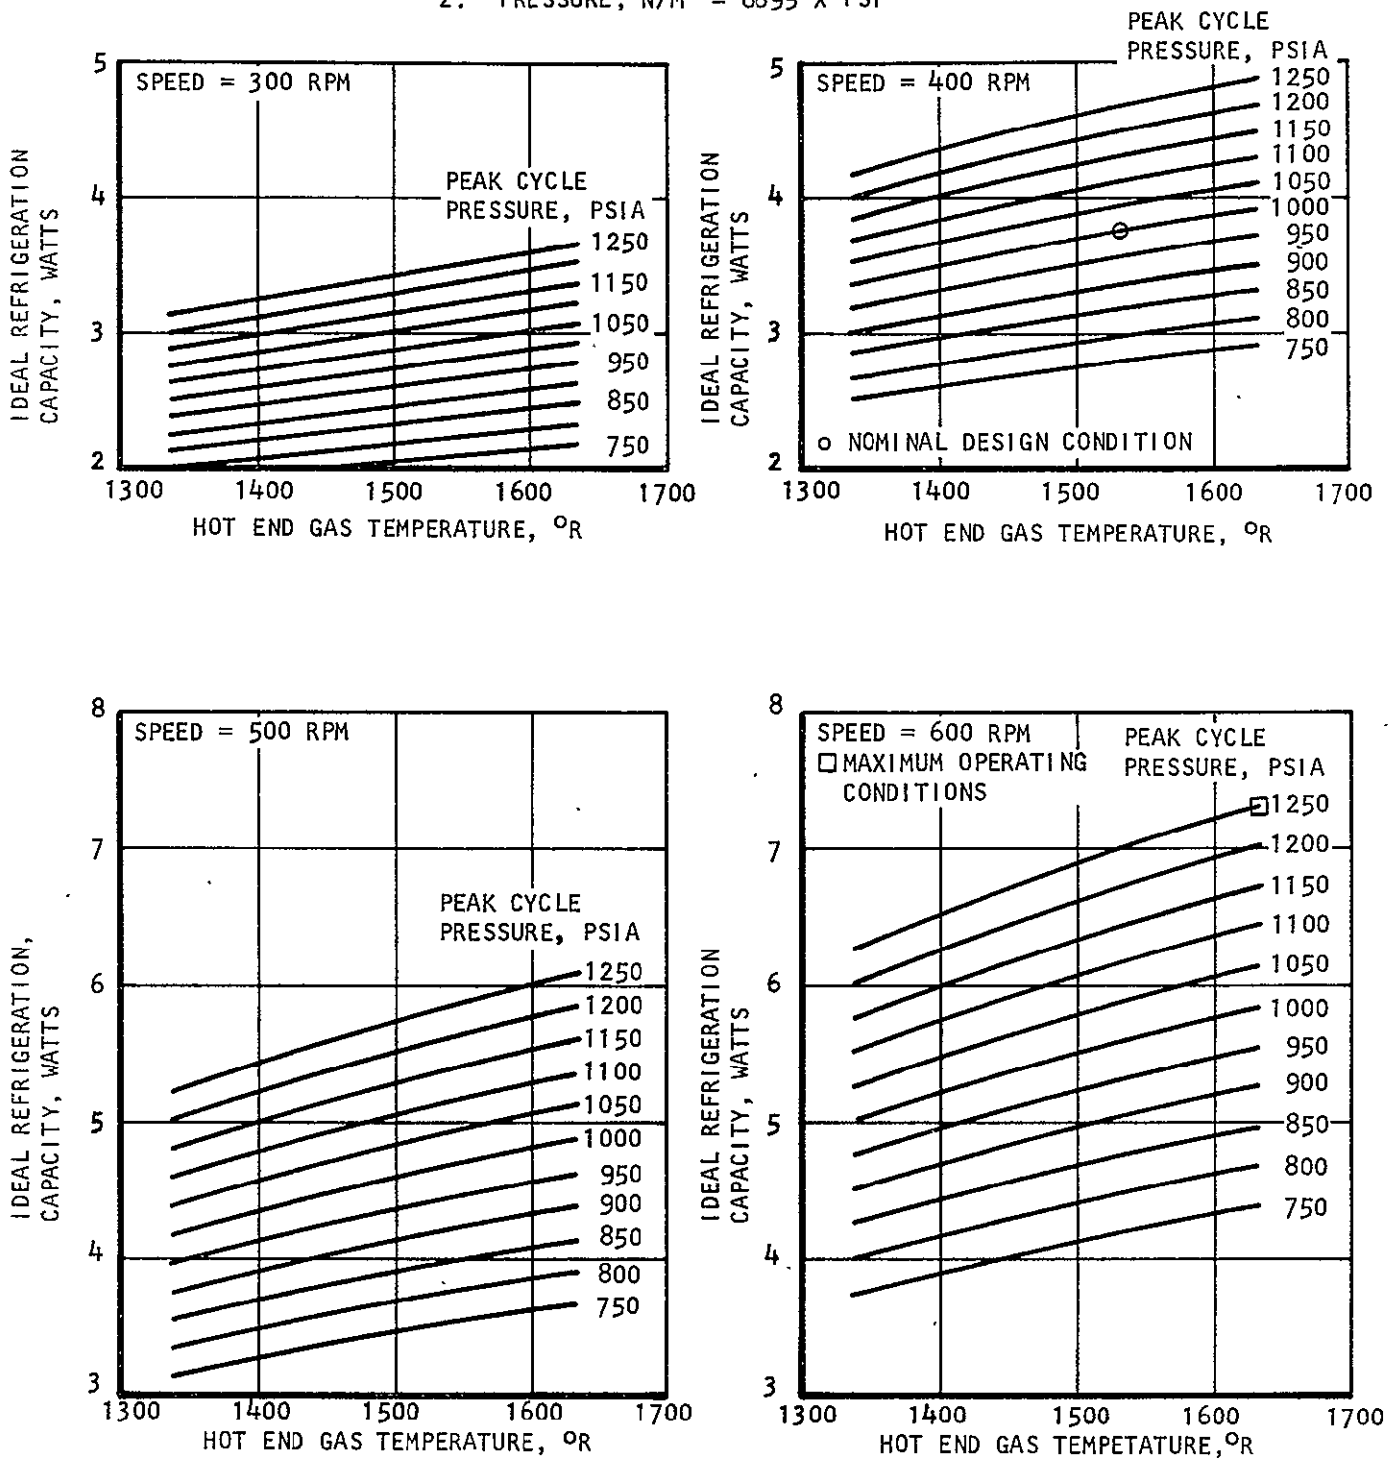 2. PRESSURE, N/M = 6895 X PSI
SPEED = 300 RPM
PEAK CYCLE
PRESSURE, PSIA
1250
1150
1050
950
850
750
5
4
3
2
1300 1400 1500 1600 1700
HOT END GAS TEMPERATURE, °R
IDEAL REFRIGERATION
CAPACITY, WATTS
PEAK CYCLE
PRESSURE, PSIA
SPEED = 400 RPM
1250
1200
1150
1100
1050
1000
950
900
850
800
750
5
4
3
2
NOMINAL DESIGN CONDITION
1300 1400 1500 1600 1700
HOT END GAS TEMPERATURE, °R
IDEAL REFRIGERATION
CAPACITY, WATTS
SPEED = 500 RPM
PEAK CYCLE
PRESSURE, PSIA
1250
1200
1150
1100
1050
1000
950
900
850
800
750
8
7
6
5
4
3
1300 1400 1500 1600 1700
HOT END GAS TEMPERATURE, °R
IDEAL REFRIGERATION,
CAPACITY, WATTS
SPEED = 600 RPM
MAXIMUM OPERATING
CONDITIONS
PEAK CYCLE
PRESSURE, PSIA
1250
1200
1150
1100
1050
1000
950
900
850
800
750
8
7
6
5
4
3
1300 1400 1500 1600 1700
HOT END GAS TEMPETATURE,°R
IDEAL REFRIGERATION
CAPACITY, WATTS